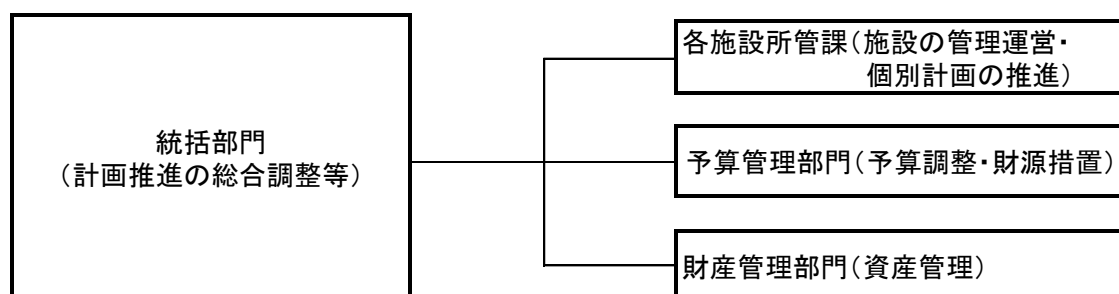 統括部門
（計画推進の総合調整等）
各施設所管課（施設の管理運営・
個別計画の推進）
予算管理部門（予算調整・財源措置）
財産管理部門（資産管理）